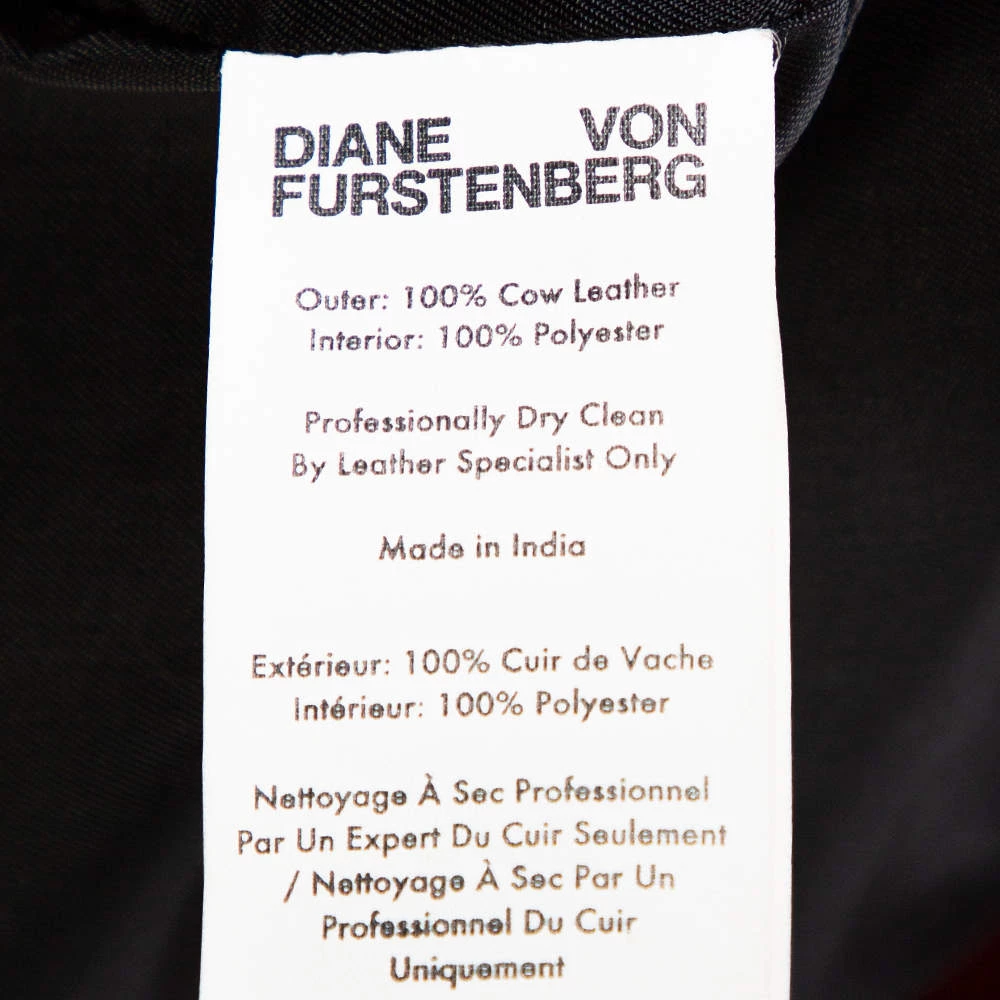 DIANE VON
FURSTENBERG
Outer: 100% Cow Leather
Interior: 100% Polyester
Professionally Dry Clean
By Leather Specialist Only
Made in India
Extérieur: 100% Cuir de Vache
Intérieur: 100% Polyester
Nettoyage À Sec Professionnel
Par Un Expert Du Cuir Seulement
/ Nettoyage À Sec Par Un
Professionnel Du Cuir
Uniquement